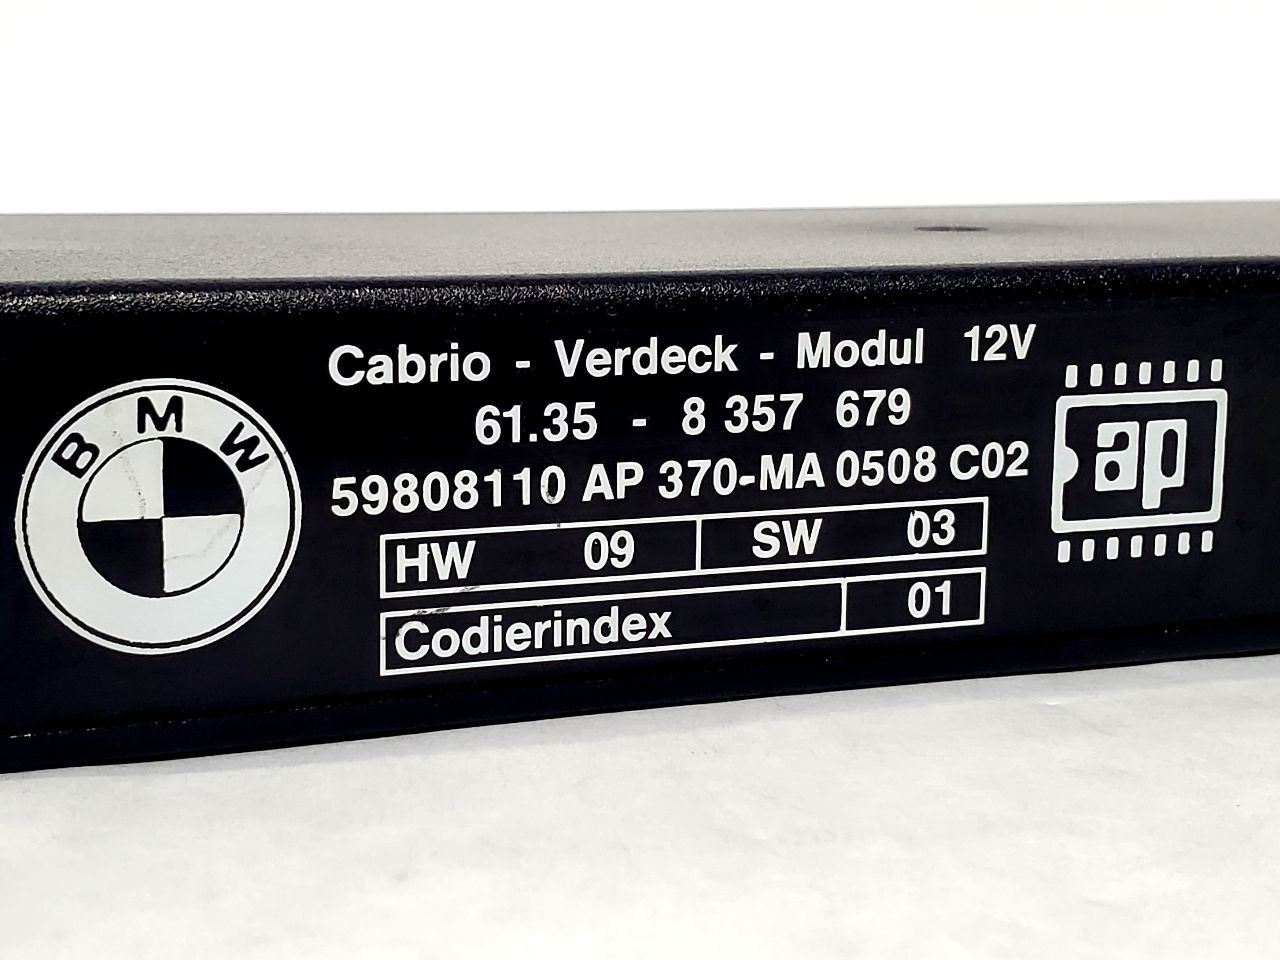 BMW
Cabrio - Verdeck - Modul 12V
61.35 - 8 357 679
59808110 AP 370-MA 0508 C02
HW 09 SW 03
Codierindex 01
ap